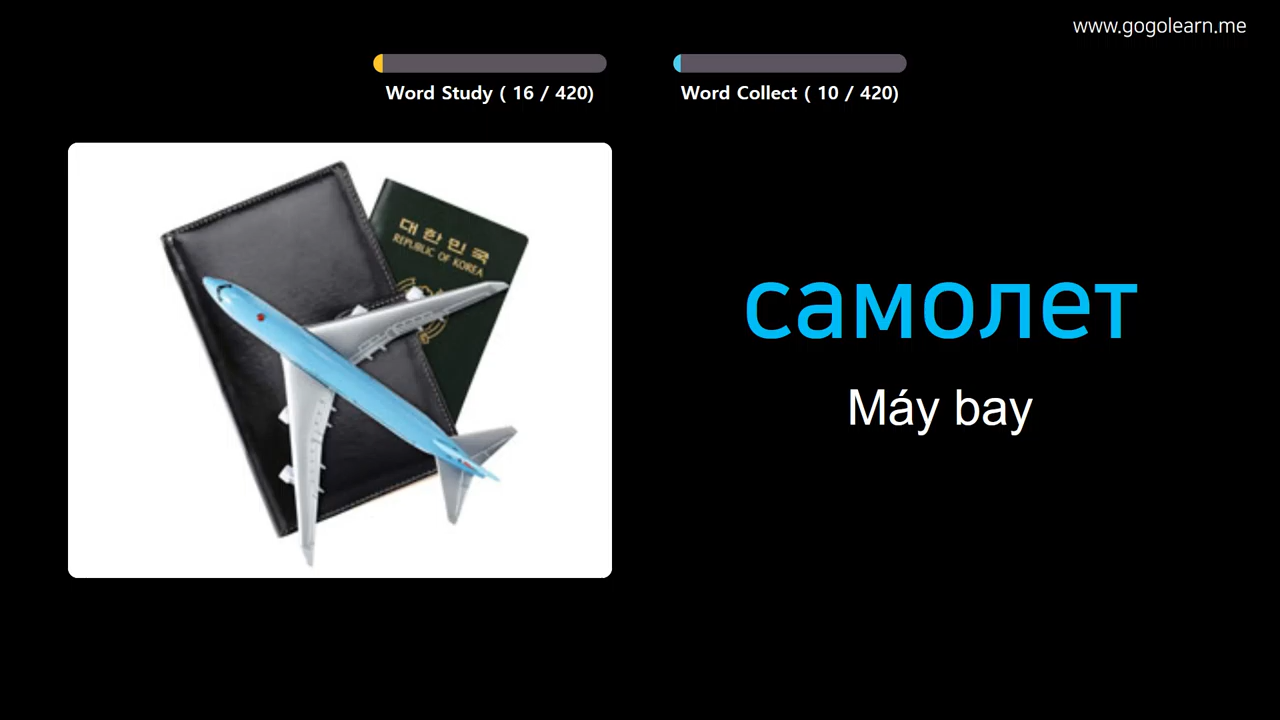 www.gogolearn.me
Word Study ( 16 / 420)
Word Collect ( 10 / 420)
대한민국
REPUBLIC OF KOREA
самолет
Máy bay